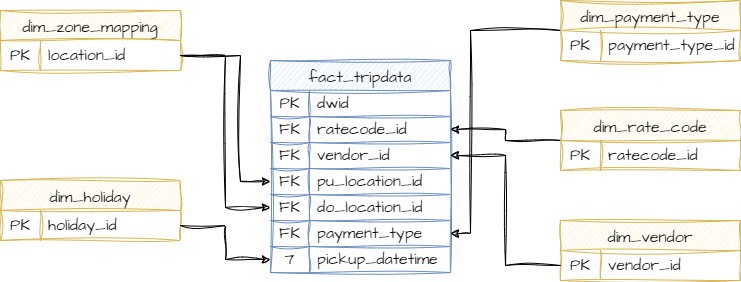 dim_zone_mapping
PK location_id
dim_holiday
PK holiday_id
fact_tripdata
PK dwid
FK ratecode_id
FK vendor_id
FK pu_location_id
FK do_location_id
FK payment_type
7 pickup_datetime
dim_payment_type
PK payment_type_id
dim_rate_code
PK ratecode_id
dim_vendor
PK vendor_id